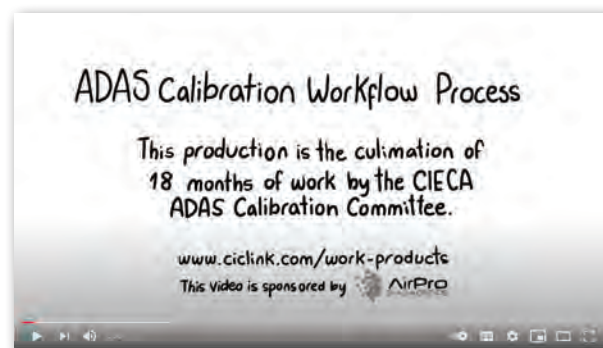 ADAS Calibration Workflow Process
This production is the culimation of
18 months of work by the CIECA
ADAS Calibration Committee.
www.ciclink.com/work-products
This video is sponsored by AirPro
DIAGNOSTICS